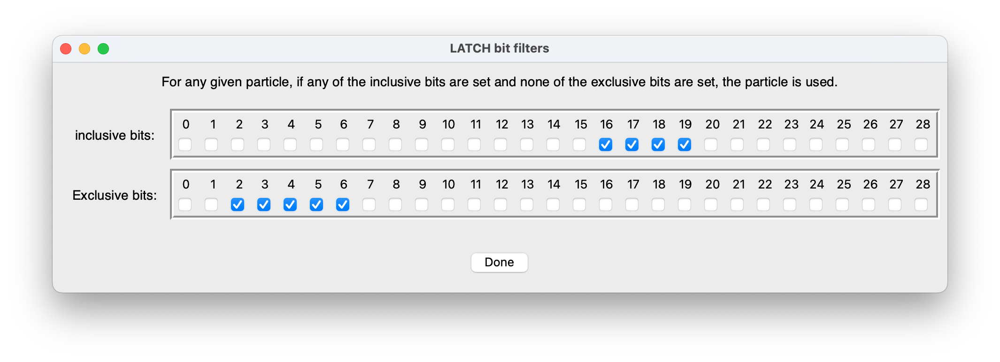 LATCH bit filters
For any given particle, if any of the inclusive bits are set and none of the exclusive bits are set, the particle is used.
0 1 2 3 4 5 6 7 8 9 10 11 12 13 14 15 16 17 18 19 20 21 22 23 24 25 26 27 28
inclusive bits:
0 1 2 3 4 5 6 7 8 9 10 11 12 13 14 15 16 17 18 19 20 21 22 23 24 25 26 27 28
Exclusive bits:
Done